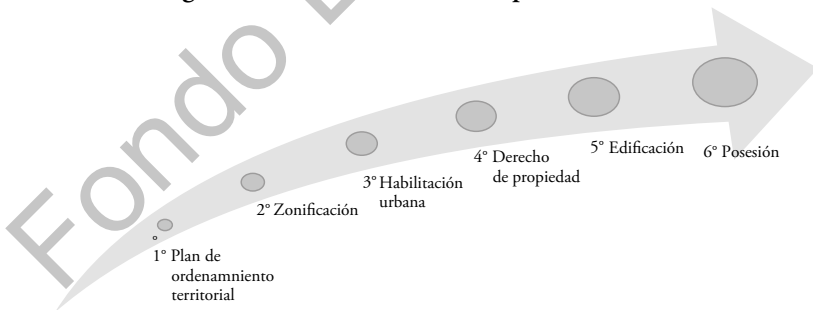 1° Plan de
ordenamniento
territorial
2° Zonificación
3° Habilitación
urbana
4° Derecho
de propiedad
5° Edificación
6° Posesión
Fondo